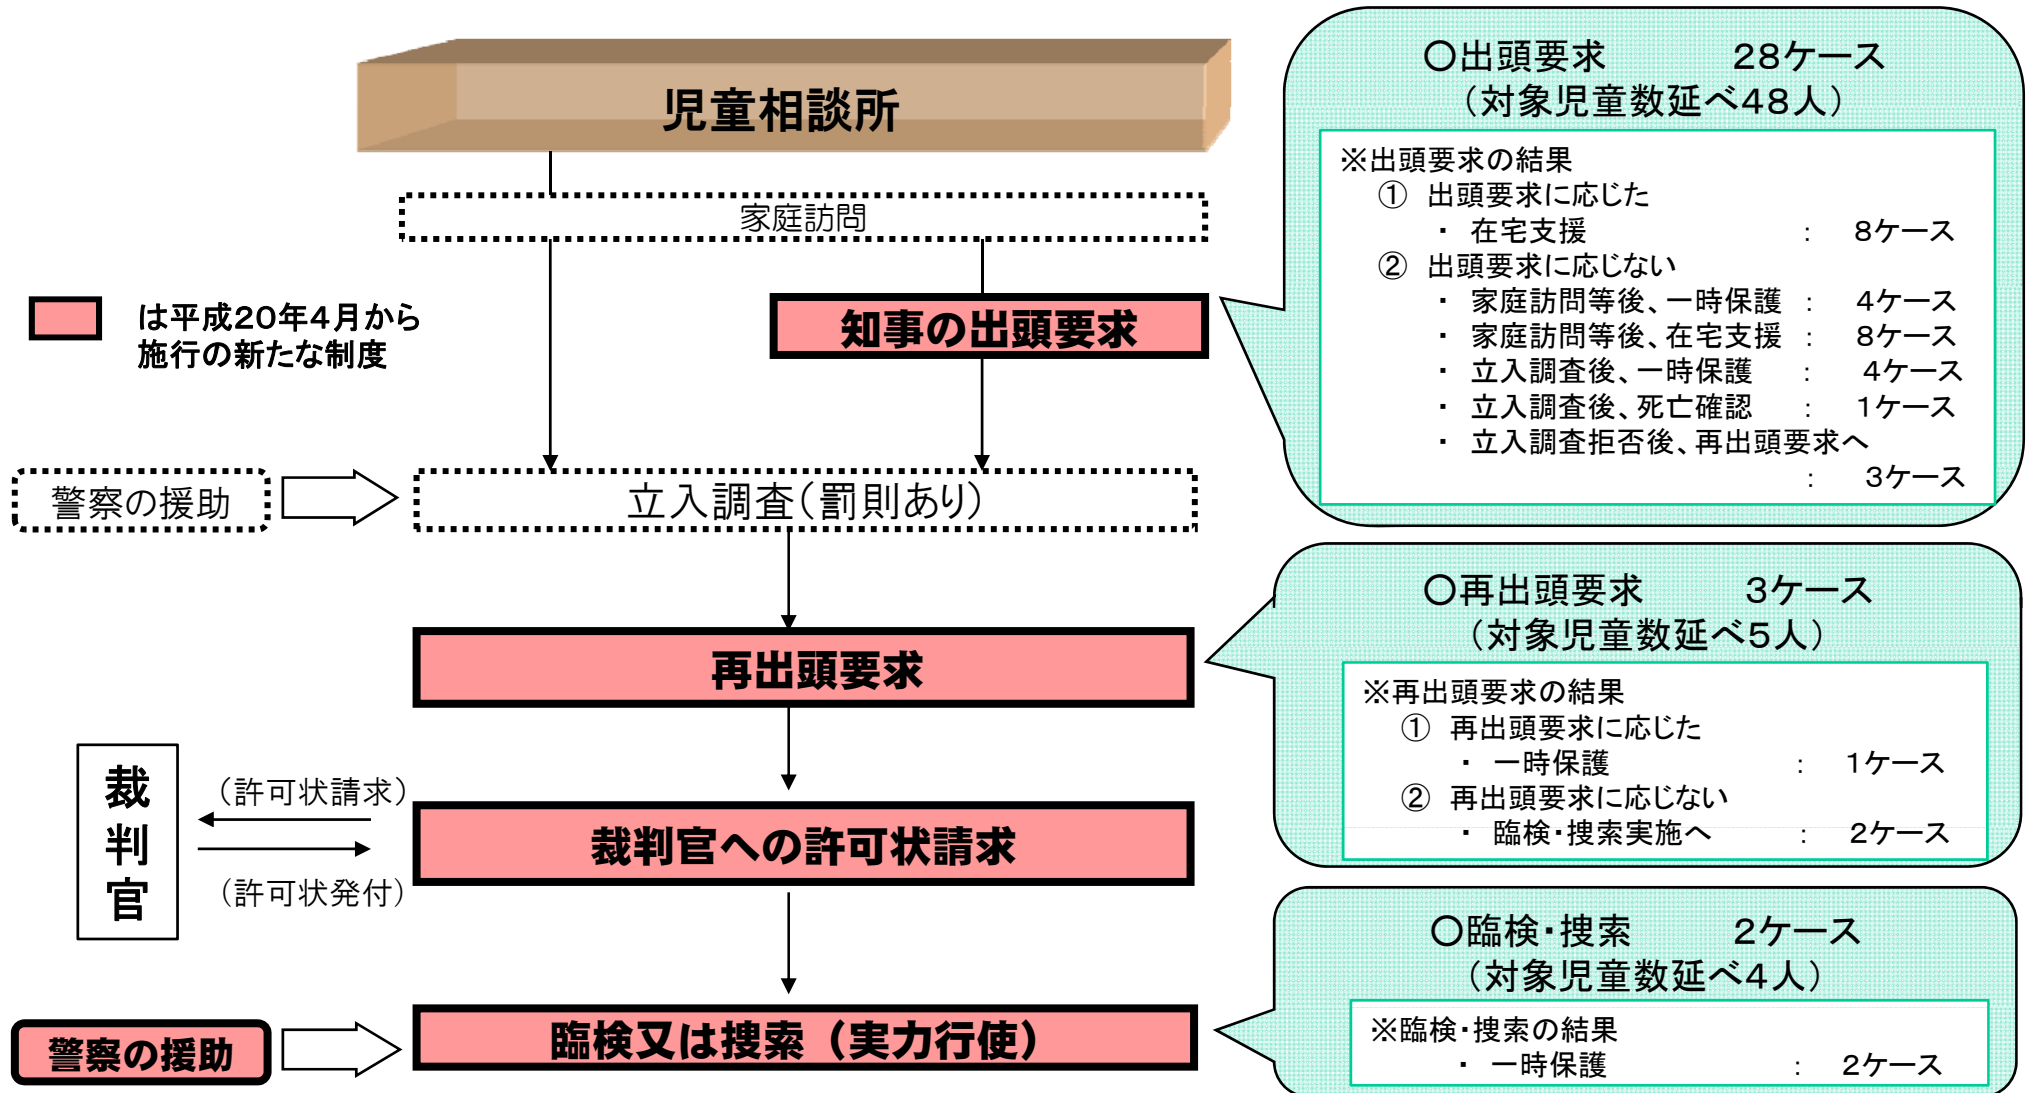 児童相談所
家庭訪問
は平成20年4月から
施行の新たな制度
知事の出頭要求
警察の援助
立入調査(罰則あり)
再出頭要求
裁判官
(許可状請求)
(許可状発付)
裁判官への許可状請求
警察の援助
臨検又は捜索(実力行使)
○出頭要求 28ケース
(対象児童数延べ48人)
※出頭要求の結果
① 出頭要求に応じた
・ 在宅支援 : 8ケース
② 出頭要求に応じない
・ 家庭訪問等後、一時保護 : 4ケース
・ 家庭訪問等後、在宅支援 : 8ケース
・ 立入調査後、一時保護 : 4ケース
・ 立入調査後、死亡確認 : 1ケース
・ 立入調査拒否後、再出頭要求へ
: 3ケース
○再出頭要求 3ケース
(対象児童数延べ5人)
※再出頭要求の結果
① 再出頭要求に応じた
・ 一時保護 : 1ケース
② 再出頭要求に応じない
・ 臨検・捜索実施へ : 2ケース
○臨検・捜索 2ケース
(対象児童数延べ4人)
※臨検・捜索の結果
・ 一時保護 : 2ケース